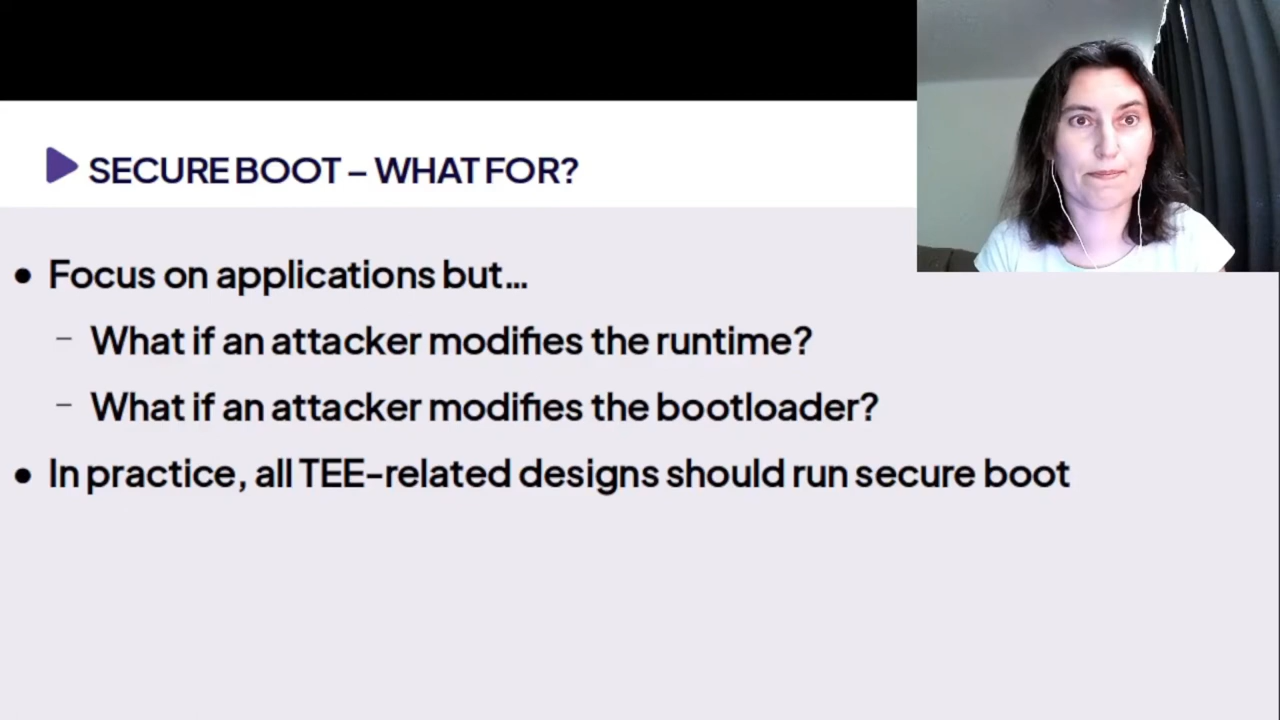 SECURE BOOT – WHAT FOR?
• Focus on applications but...
– What if an attacker modifies the runtime?
– What if an attacker modifies the bootloader?
• In practice, all TEE-related designs should run secure boot